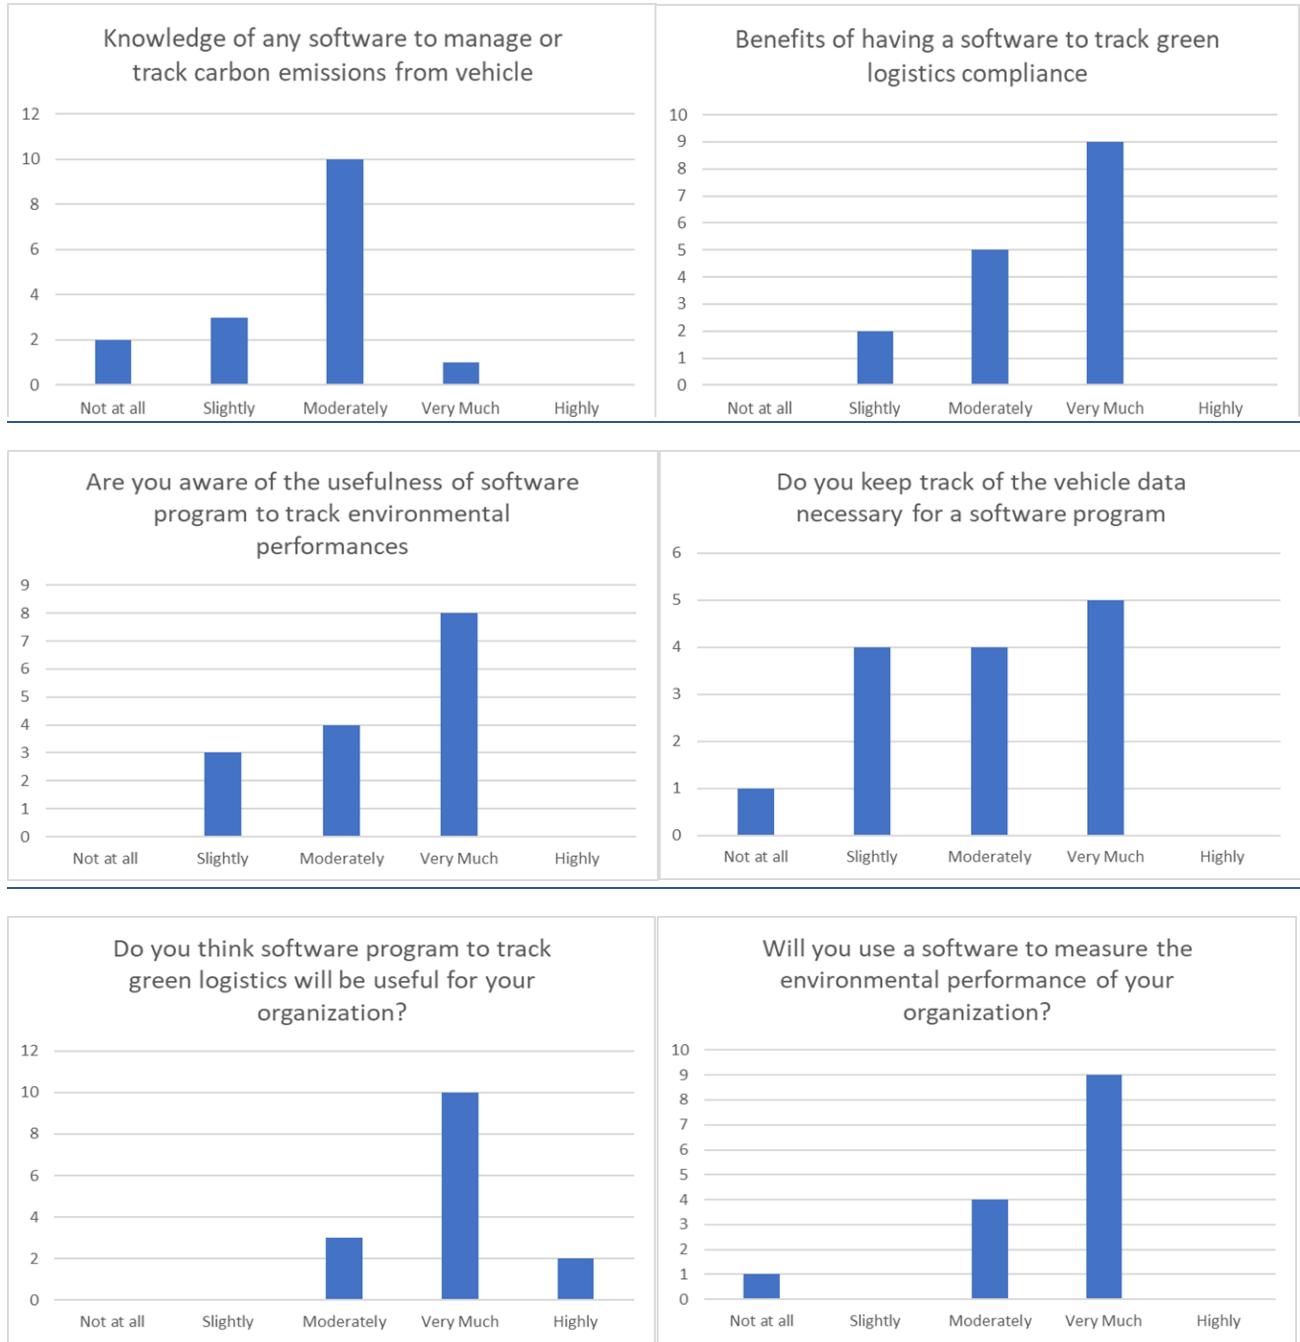 Knowledge of any software to manage or
track carbon emissions from vehicle
12
10
8
6
4
2
0
Not at all Slightly Moderately Very Much Highly
Benefits of having a software to track green
logistics compliance
10
9
8
7
6
5
4
3
2
1
0
Not at all Slightly Moderately Very Much Highly
Are you aware of the usefulness of software
program to track environmental
performances
9
8
7
6
5
4
3
2
1
0
Not at all Slightly Moderately Very Much Highly
Do you keep track of the vehicle data
necessary for a software program
6
5
4
3
2
1
0
Not at all Slightly Moderately Very Much Highly
Do you think software program to track
green logistics will be useful for your
organization?
12
10
8
6
4
2
0
Not at all Slightly Moderately Very Much Highly
Will you use a software to measure the
environmental performance of your
organization?
10
9
8
7
6
5
4
3
2
1
0
Not at all Slightly Moderately Very Much Highly